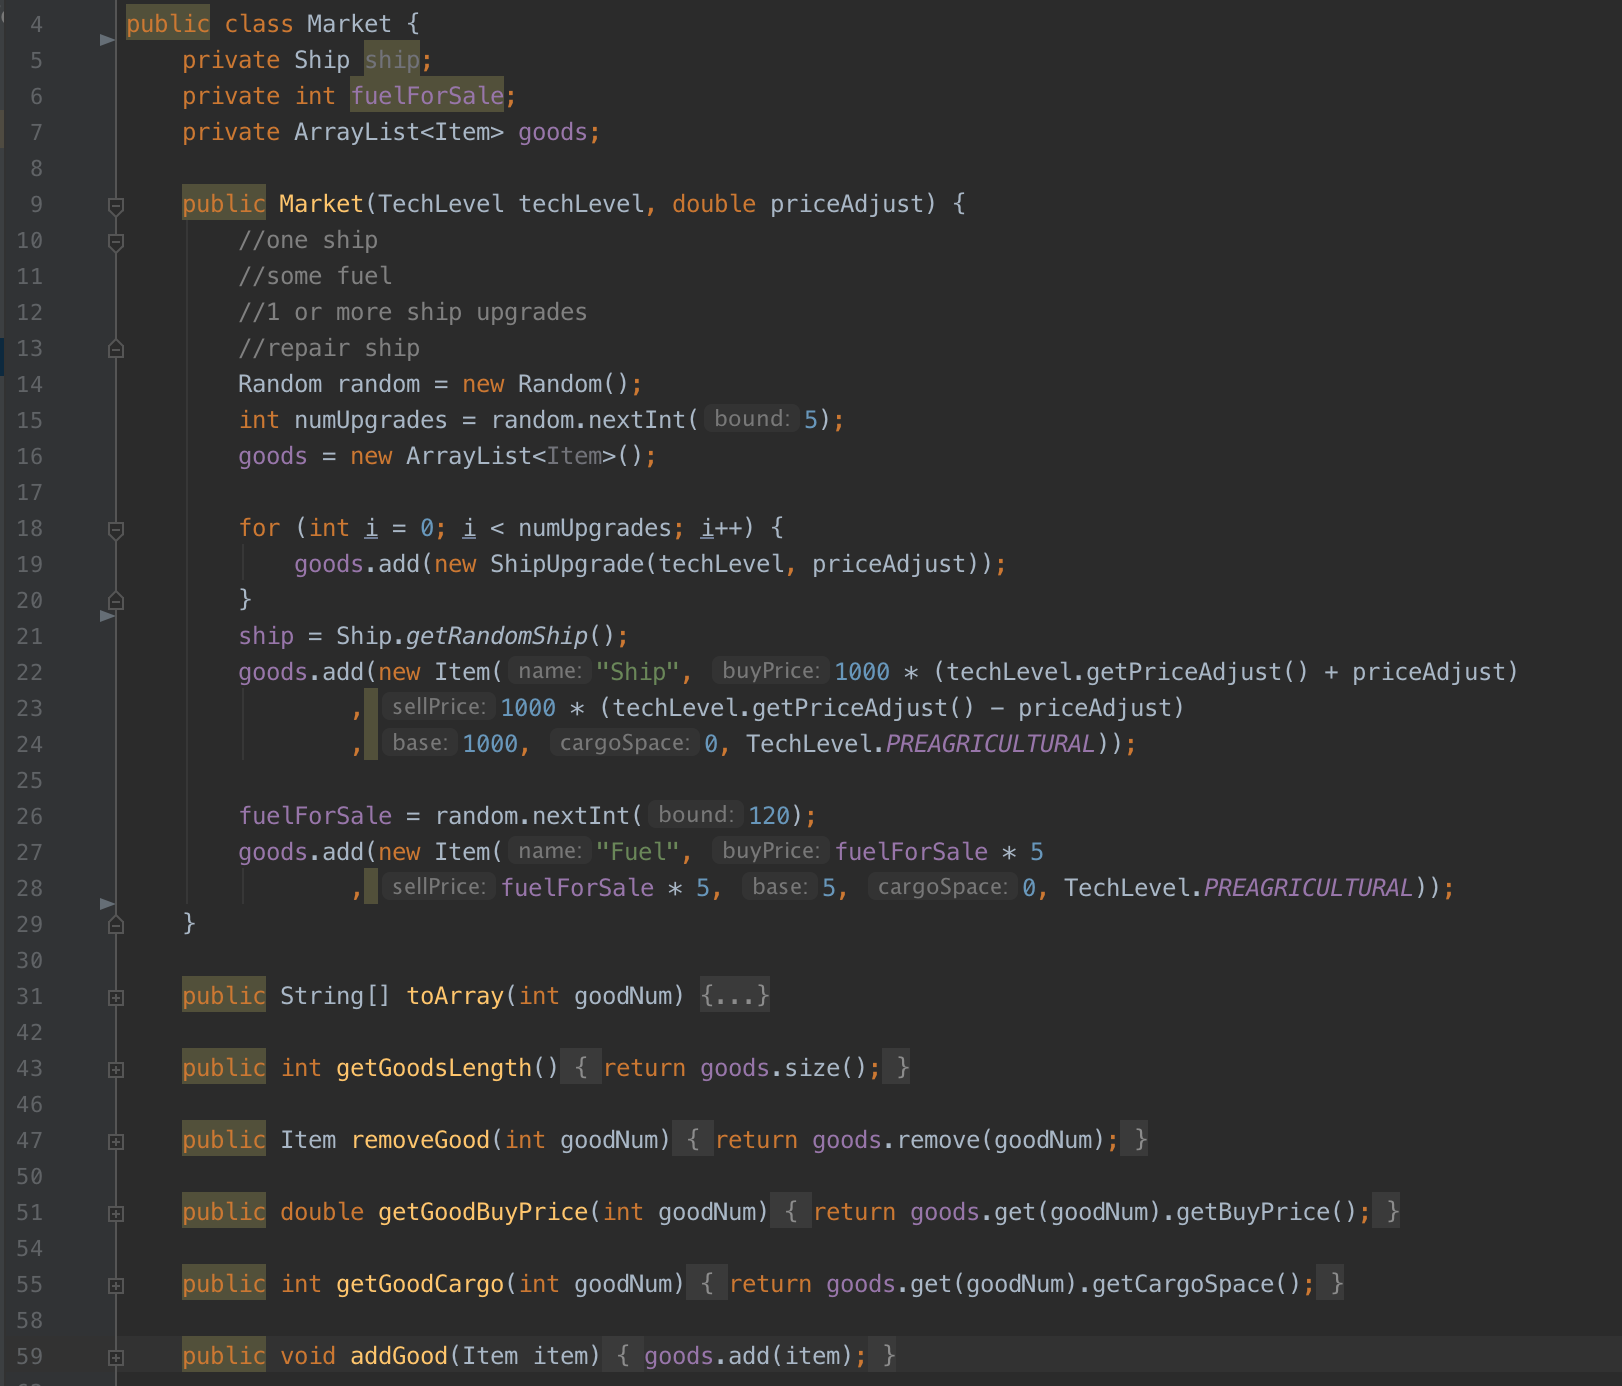 4 public class Market {
5 private Ship ship;
6 private int fuelForSale;
7 private ArrayList<Item> goods;
8
9 public Market(TechLevel techLevel, double priceAdjust) {
10 //one ship
11 //some fuel
12 //1 or more ship upgrades
13 //repair ship
14 Random random = new Random();
15 int numUpgrades = random.nextInt( bound: 5);
16 goods = new ArrayList<Item>();
17
18 for (int i = 0; i < numUpgrades; i++) {
19 goods.add(new ShipUpgrade(techLevel, priceAdjust));
20 }
21 ship = Ship.getRandomShip();
22 goods.add(new Item( name: "Ship", buyPrice: 1000 * (techLevel.getPriceAdjust() + priceAdjust)
23 , sellPrice: 1000 * (techLevel.getPriceAdjust() - priceAdjust)
24 , base: 1000, cargoSpace: 0, TechLevel.PREAGRICULTURAL));
25
26 fuelForSale = random.nextInt( bound: 120);
27 goods.add(new Item( name: "Fuel", buyPrice: fuelForSale * 5
28 , sellPrice: fuelForSale * 5, base: 5, cargoSpace: 0, TechLevel.PREAGRICULTURAL));
29 }
30
31 public String[] toArray(int goodNum) {...}
42
43 public int getGoodsLength() { return goods.size(); }
46
47 public Item removeGood(int goodNum) { return goods.remove(goodNum); }
50
51 public double getGoodBuyPrice(int goodNum) { return goods.get(goodNum).getBuyPrice(); }
54
55 public int getGoodCargo(int goodNum) { return goods.get(goodNum).getCargoSpace(); }
58
59 public void addGood(Item item) { goods.add(item); }